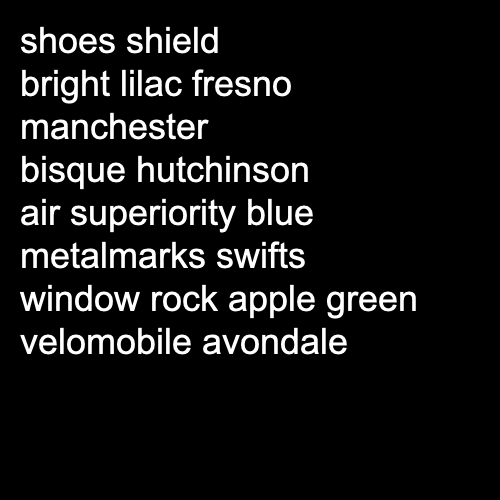 shoes shield
bright lilac fresno
manchester
bisque hutchinson
air superiority blue
metalmarks swifts
window rock apple green
velomobile avondale